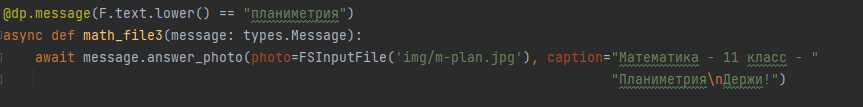 @dp.message(F.text.lower() == "планиметрия")
async def math_file3(message: types.Message):
    await message.answer_photo(photo=FSInputFile('img/m-plan.jpg'), caption="Математика - 11 класс - "
                                                                            "Планиметрия\nДержи!")